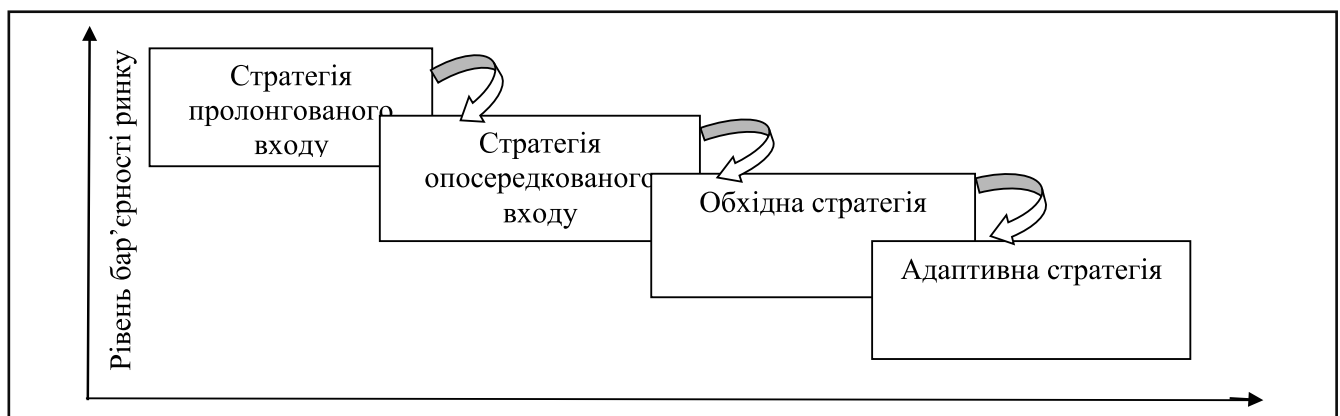 Рівень бар’єрності ринку
Стратегія
пролонгованого
входу
Стратегія
опосередкованого
входу
Обхідна стратегія
Адаптивна стратегія